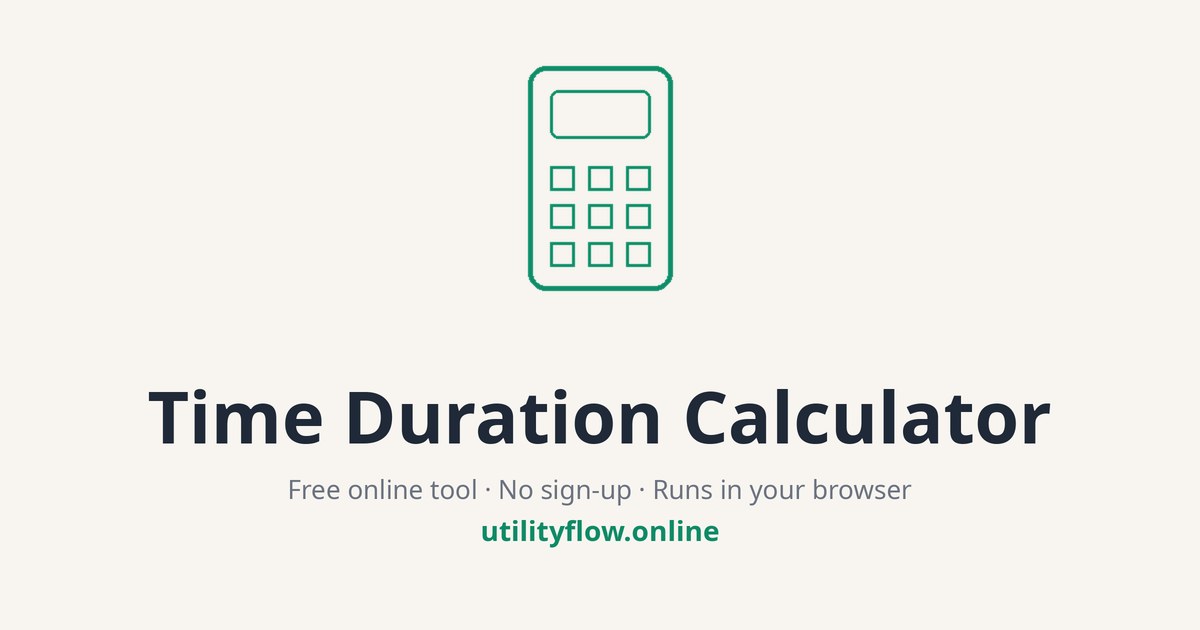 Time Duration Calculator
Free online tool · No sign-up · Runs in your browser
utilityflow.online